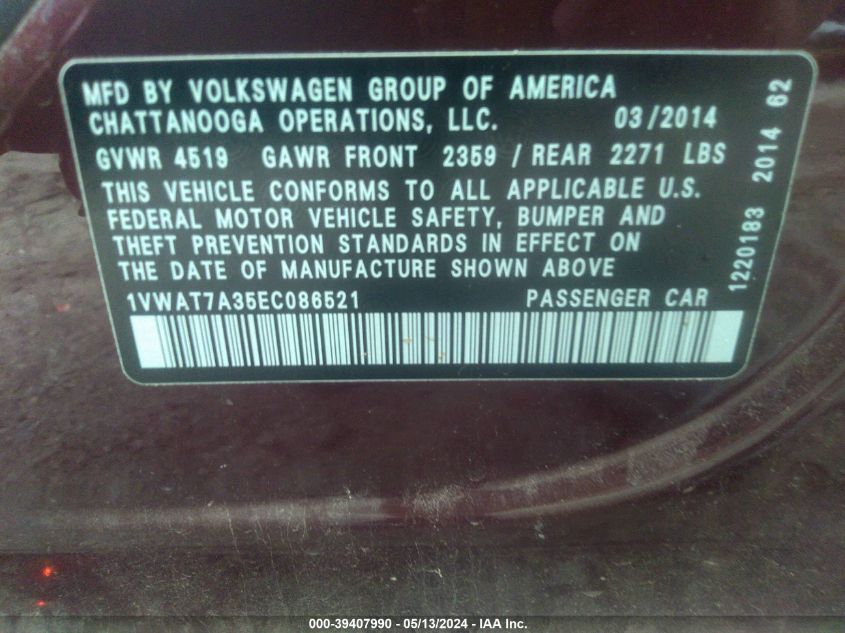 MFD BY VOLKSWAGEN GROUP OF AMERICA
CHATTANOOGA OPERATIONS, LLC. 03/2014
GVWR 4519 GAWR FRONT 2359 / REAR 2271 LBS
THIS VEHICLE CONFORMS TO ALL APPLICABLE U.S.
FEDERAL MOTOR VEHICLE SAFETY, BUMPER AND
THEFT PREVENTION STANDARDS IN EFFECT ON
THE DATE OF MANUFACTURE SHOWN ABOVE
1VWAT7A35EC086521 PASSENGER CAR
1220183 2014 62
000-39407990 - 05/13/2024 - IAA Inc.